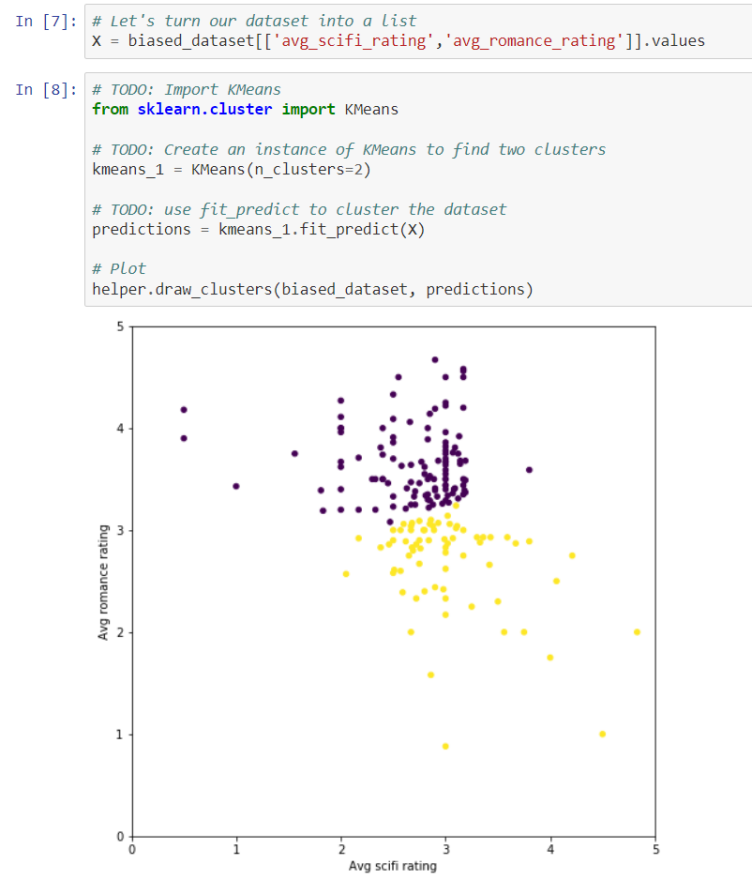 In [7]: # Let's turn our dataset into a list
X = biased_dataset[['avg_scifi_rating','avg_romance_rating']].values
In [8]: # TODO: Import KMeans
from sklearn.cluster import KMeans
# TODO: Create an instance of KMeans to find two clusters
kmeans_1 = KMeans(n_clusters=2)
# TODO: use fit_predict to cluster the dataset
predictions = kmeans_1.fit_predict(X)
# Plot
helper.draw_clusters(biased_dataset, predictions)
5
4
3
2
1
0
Avg romance rating
0 1 2 3 4 5
Avg scifi rating